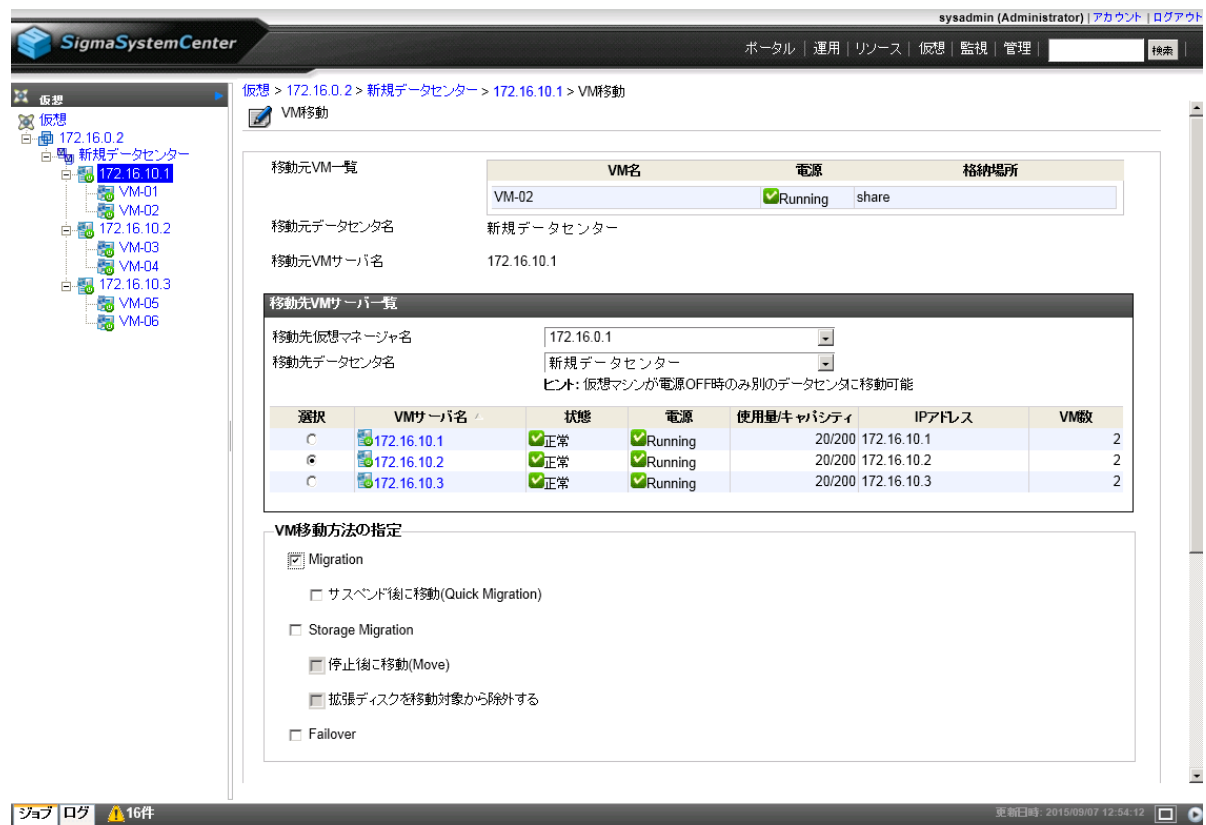 sysadmin (Administrator) | アカウント | ログアウト
SigmaSystemCenter
ポータル | 運用 | リソース | 仮想 | 監視 | 管理 | 検索
仮想
仮想
172.16.0.2
新規データセンター
172.16.10.1
VM-01
VM-02
172.16.10.2
VM-03
VM-04
172.16.10.3
VM-05
VM-06
仮想 > 172.16.0.2 > 新規データセンター > 172.16.10.1 > VM移動
VM移動
移動元VM一覧
VM名 電源 格納場所
VM-02 Running share
移動元データセンタ名 新規データセンター
移動元VMサーバ名 172.16.10.1
移動先VMサーバ一覧
移動先仮想マネージャ名 172.16.0.1
移動先データセンタ名 新規データセンター
ヒント: 仮想マシンが電源OFF時のみ別のデータセンタに移動可能
選択 VMサーバ名 状態 電源 使用量/キャパシティ IPアドレス VM数
172.16.10.1 正常 Running 20/200 172.16.10.1 2
172.16.10.2 正常 Running 20/200 172.16.10.2 2
172.16.10.3 正常 Running 20/200 172.16.10.3 2
VM移動方法の指定
Migration
サスペンド後に移動(Quick Migration)
Storage Migration
停止後に移動(Move)
拡張ディスクを移動対象から除外する
Failover
ジョブ ログ 16件 更新日時: 2015/09/07 12:54:12